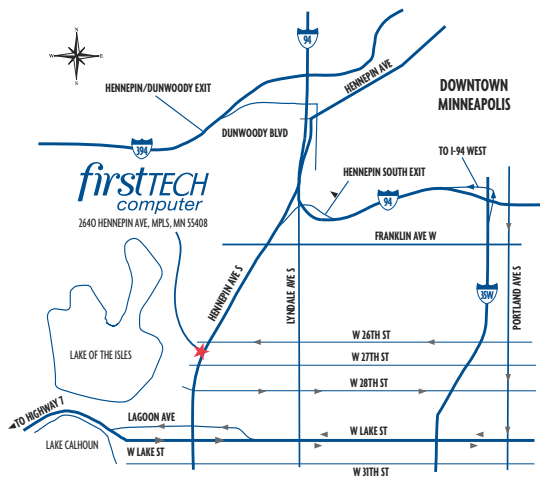 94
N
W
E
S
HENNEPIN AVE
HENNEPIN/DUNWOODY EXIT
DOWNTOWN
MINNEAPOLIS
DUNWOODY BLVD
394
TO I-94 WEST
HENNEPIN SOUTH EXIT
94
firstTECH
computer
2640 HENNEPIN AVE, MPLS, MN 55408
FRANKLIN AVE W
HENNEPIN AVE S
LYNDALE AVE S
35W
PORTLAND AVE S
W 26TH ST
LAKE OF THE ISLES
W 27TH ST
W 28TH ST
TO HIGHWAY 7
LAGOON AVE
W LAKE ST
LAKE CALHOUN
W LAKE ST
W 31TH ST